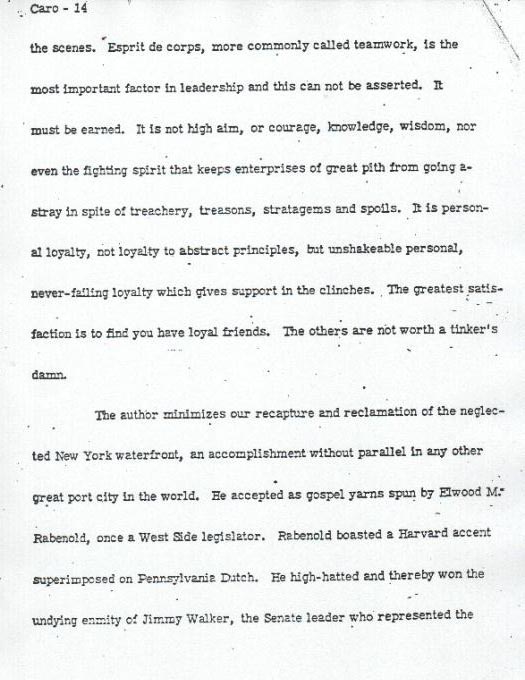 Caro - 14
the scenes. Esprit de corps, more commonly called teamwork, is the
most important factor in leadership and this can not be asserted. It
must be earned. It is not high aim, or courage, knowledge, wisdom, nor
even the fighting spirit that keeps enterprises of great pith from going a-
stray in spite of treachery, treasons, stratagems and spoils. It is person-
al loyalty, not loyalty to abstract principles, but unshakeable personal,
never-failing loyalty which gives support in the clinches. The greatest satis-
faction is to find you have loyal friends. The others are not worth a tinker's
damn.
The author minimizes our recapture and reclamation of the neglec-
ted New York waterfront, an accomplishment without parallel in any other
great port city in the world. He accepted as gospel yarns spun by Elwood M.
Rabenold, once a West Side legislator. Rabenold boasted a Harvard accent
superimposed on Pennsylvania Dutch. He high-hatted and thereby won the
undying enmity of Jimmy Walker, the Senate leader who represented the